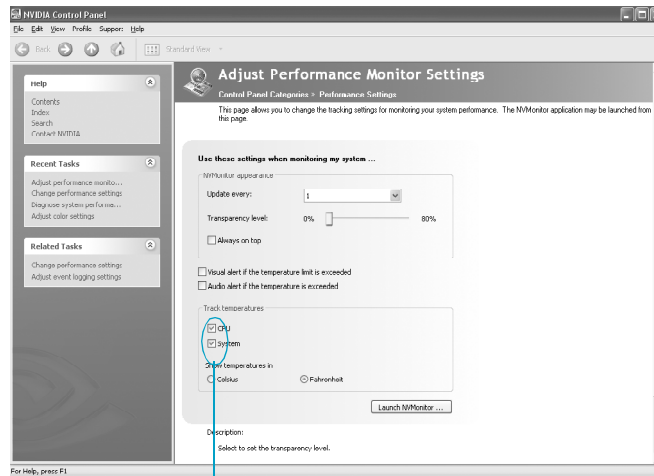 NVIDIA Control Panel
File Edit View Profile Support Help
Back Standard View
Help
Contents
Index
Search
Contact NVIDIA
Recent Tasks
Adjust performance monito...
Change performance settings
Diagnose system performa...
Adjust color settings
Related Tasks
Change performance settings
Adjust event logging settings
Adjust Performance Monitor Settings
Control Panel Categories > Performance Settings
This page allows you to change the tracking settings for monitoring your system performance. The NVMonitor application may be launched from
this page.
Use these settings when monitoring my system ...
NVMonitor appearance
Update every: 1
Transparency level: 0% 80%
Always on top
Visual alert if the temperature limit is exceeded
Audio alert if the temperature is exceeded
Track temperatures
CPU
System
Show temperatures in
Celsius Fahrenheit
Launch NVMonitor ...
Description:
Select to set the transparency level.
For Help, press F1